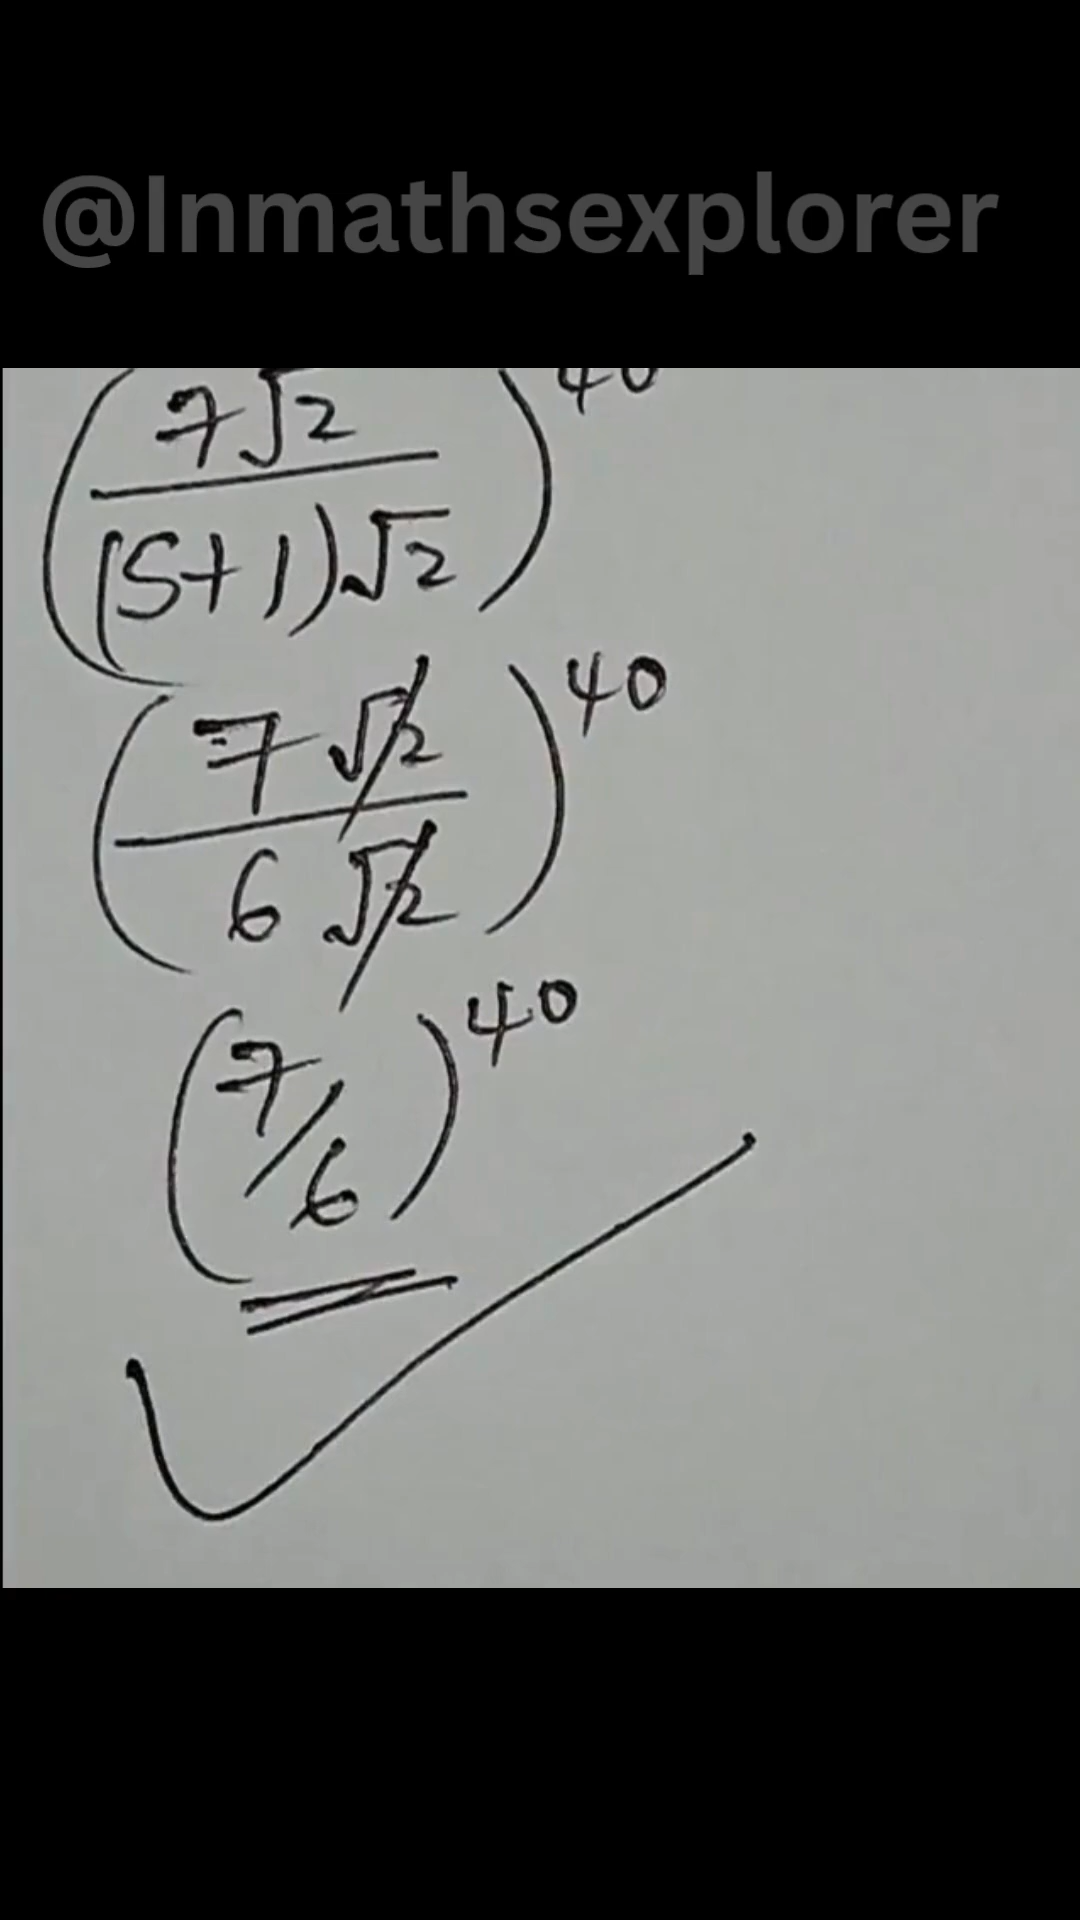 @Inmathsexplorer
(7√2 / (5+1)√2)^40
(7√2 / 6√2)^40
(7/6)^40